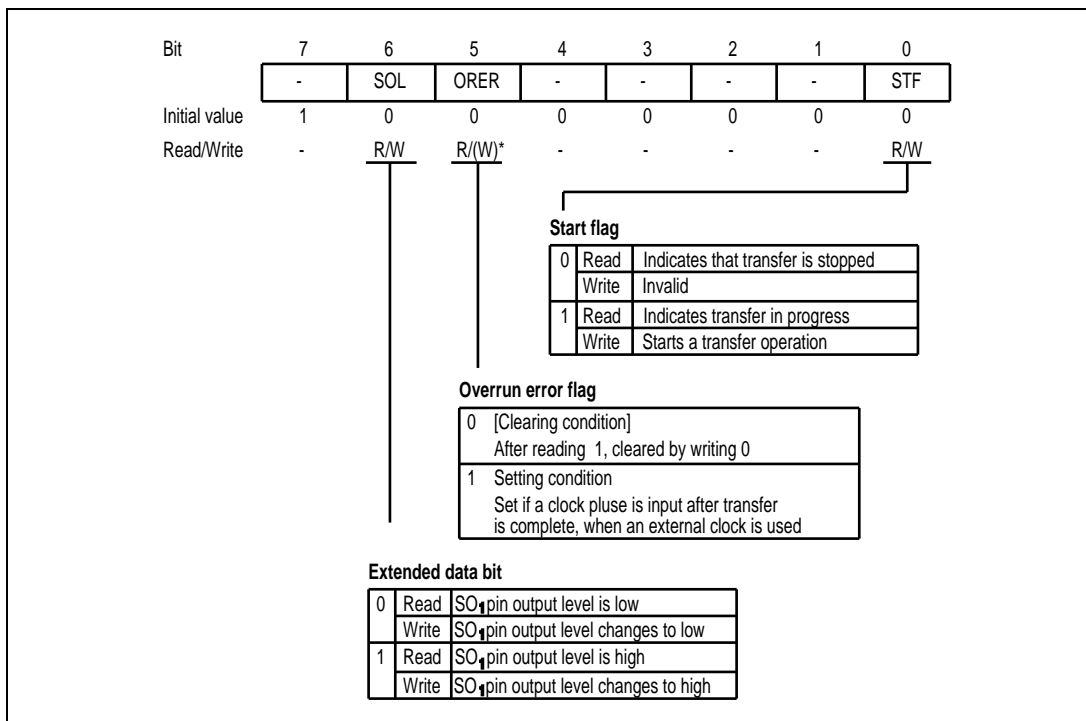 Bit 7 6 5 4 3 2 1 0
- SOL ORER - - - - STF
Initial value 1 0 0 0 0 0 0 0
Read/Write - R/W R/(W)* - - - - R/W
Start flag
0 Read Indicates that transfer is stopped
Write Invalid
1 Read Indicates transfer in progress
Write Starts a transfer operation
Overrun error flag
0 [Clearing condition]
After reading 1, cleared by writing 0
1 Setting condition
Set if a clock pluse is input after transfer
is complete, when an external clock is used
Extended data bit
0 Read SO1 pin output level is low
Write SO1 pin output level changes to low
1 Read SO1 pin output level is high
Write SO1 pin output level changes to high